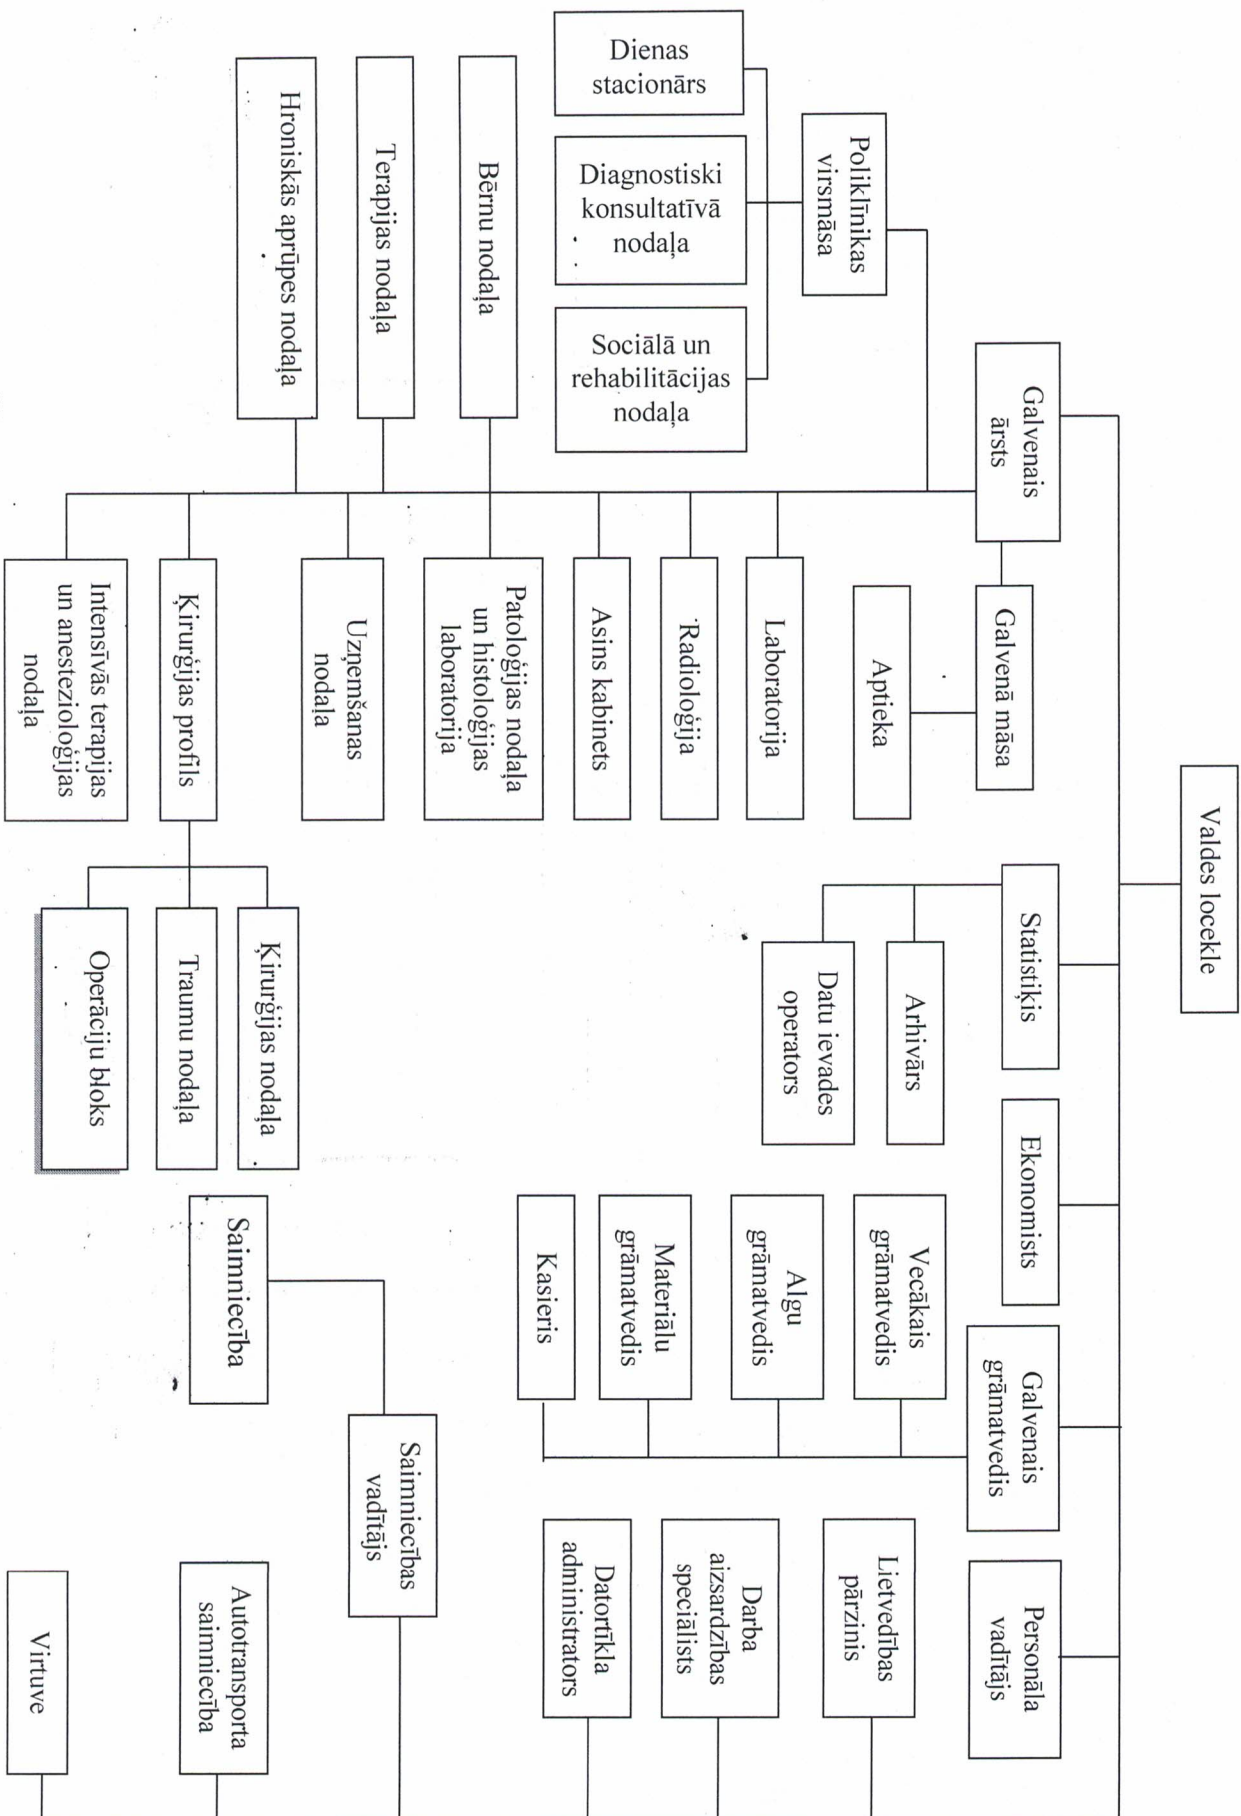 Valdes locekle
Galvenais
ārsts
Galvenā māsa
Statistiķis
Ekonomists
Galvenais
grāmatvedis
Personāla
vadītājs
Poliklīnikas
virsmāsa
Dienas
stacionārs
Diagnostiski
konsultatīvā
nodaļa
Sociālā un
rehabilitācijas
nodaļa
Bērnu nodaļa
Terapijas nodaļa
Hroniskās aprūpes nodaļa
Aptieka
Laboratorija
Radioloģija
Asins kabinets
Patoloģijas nodaļa
un histoloģijas
laboratorija
Uzņemšanas
nodaļa
Ķirurģijas profils
Intensīvās terapijas
un anestezioloģijas
nodaļa
Ķirurģijas nodaļa
Traumu nodaļa
Operāciju bloks
Arhivārs
Datu ievades
operators
Vecākais
grāmatvedis
Algu
grāmatvedis
Materiālu
grāmatvedis
Kasieris
Lietvedības
pārzinis
Darba
aizsardzības
speciālists
Datortīkla
administrators
Saimniecības
vadītājs
Saimniecība
Autotransporta
saimniecība
Virtuve